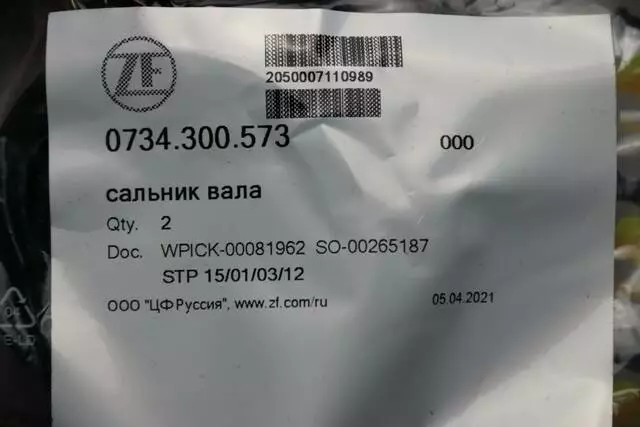 ZF
2050007110989
0734.300.573 000
сальник вала
Qty. 2
Doc. WPICK-00081962 SO-00265187
STP 15/01/03/12
ООО "ЦФ Руссия", www.zf.com/ru 05.04.2021